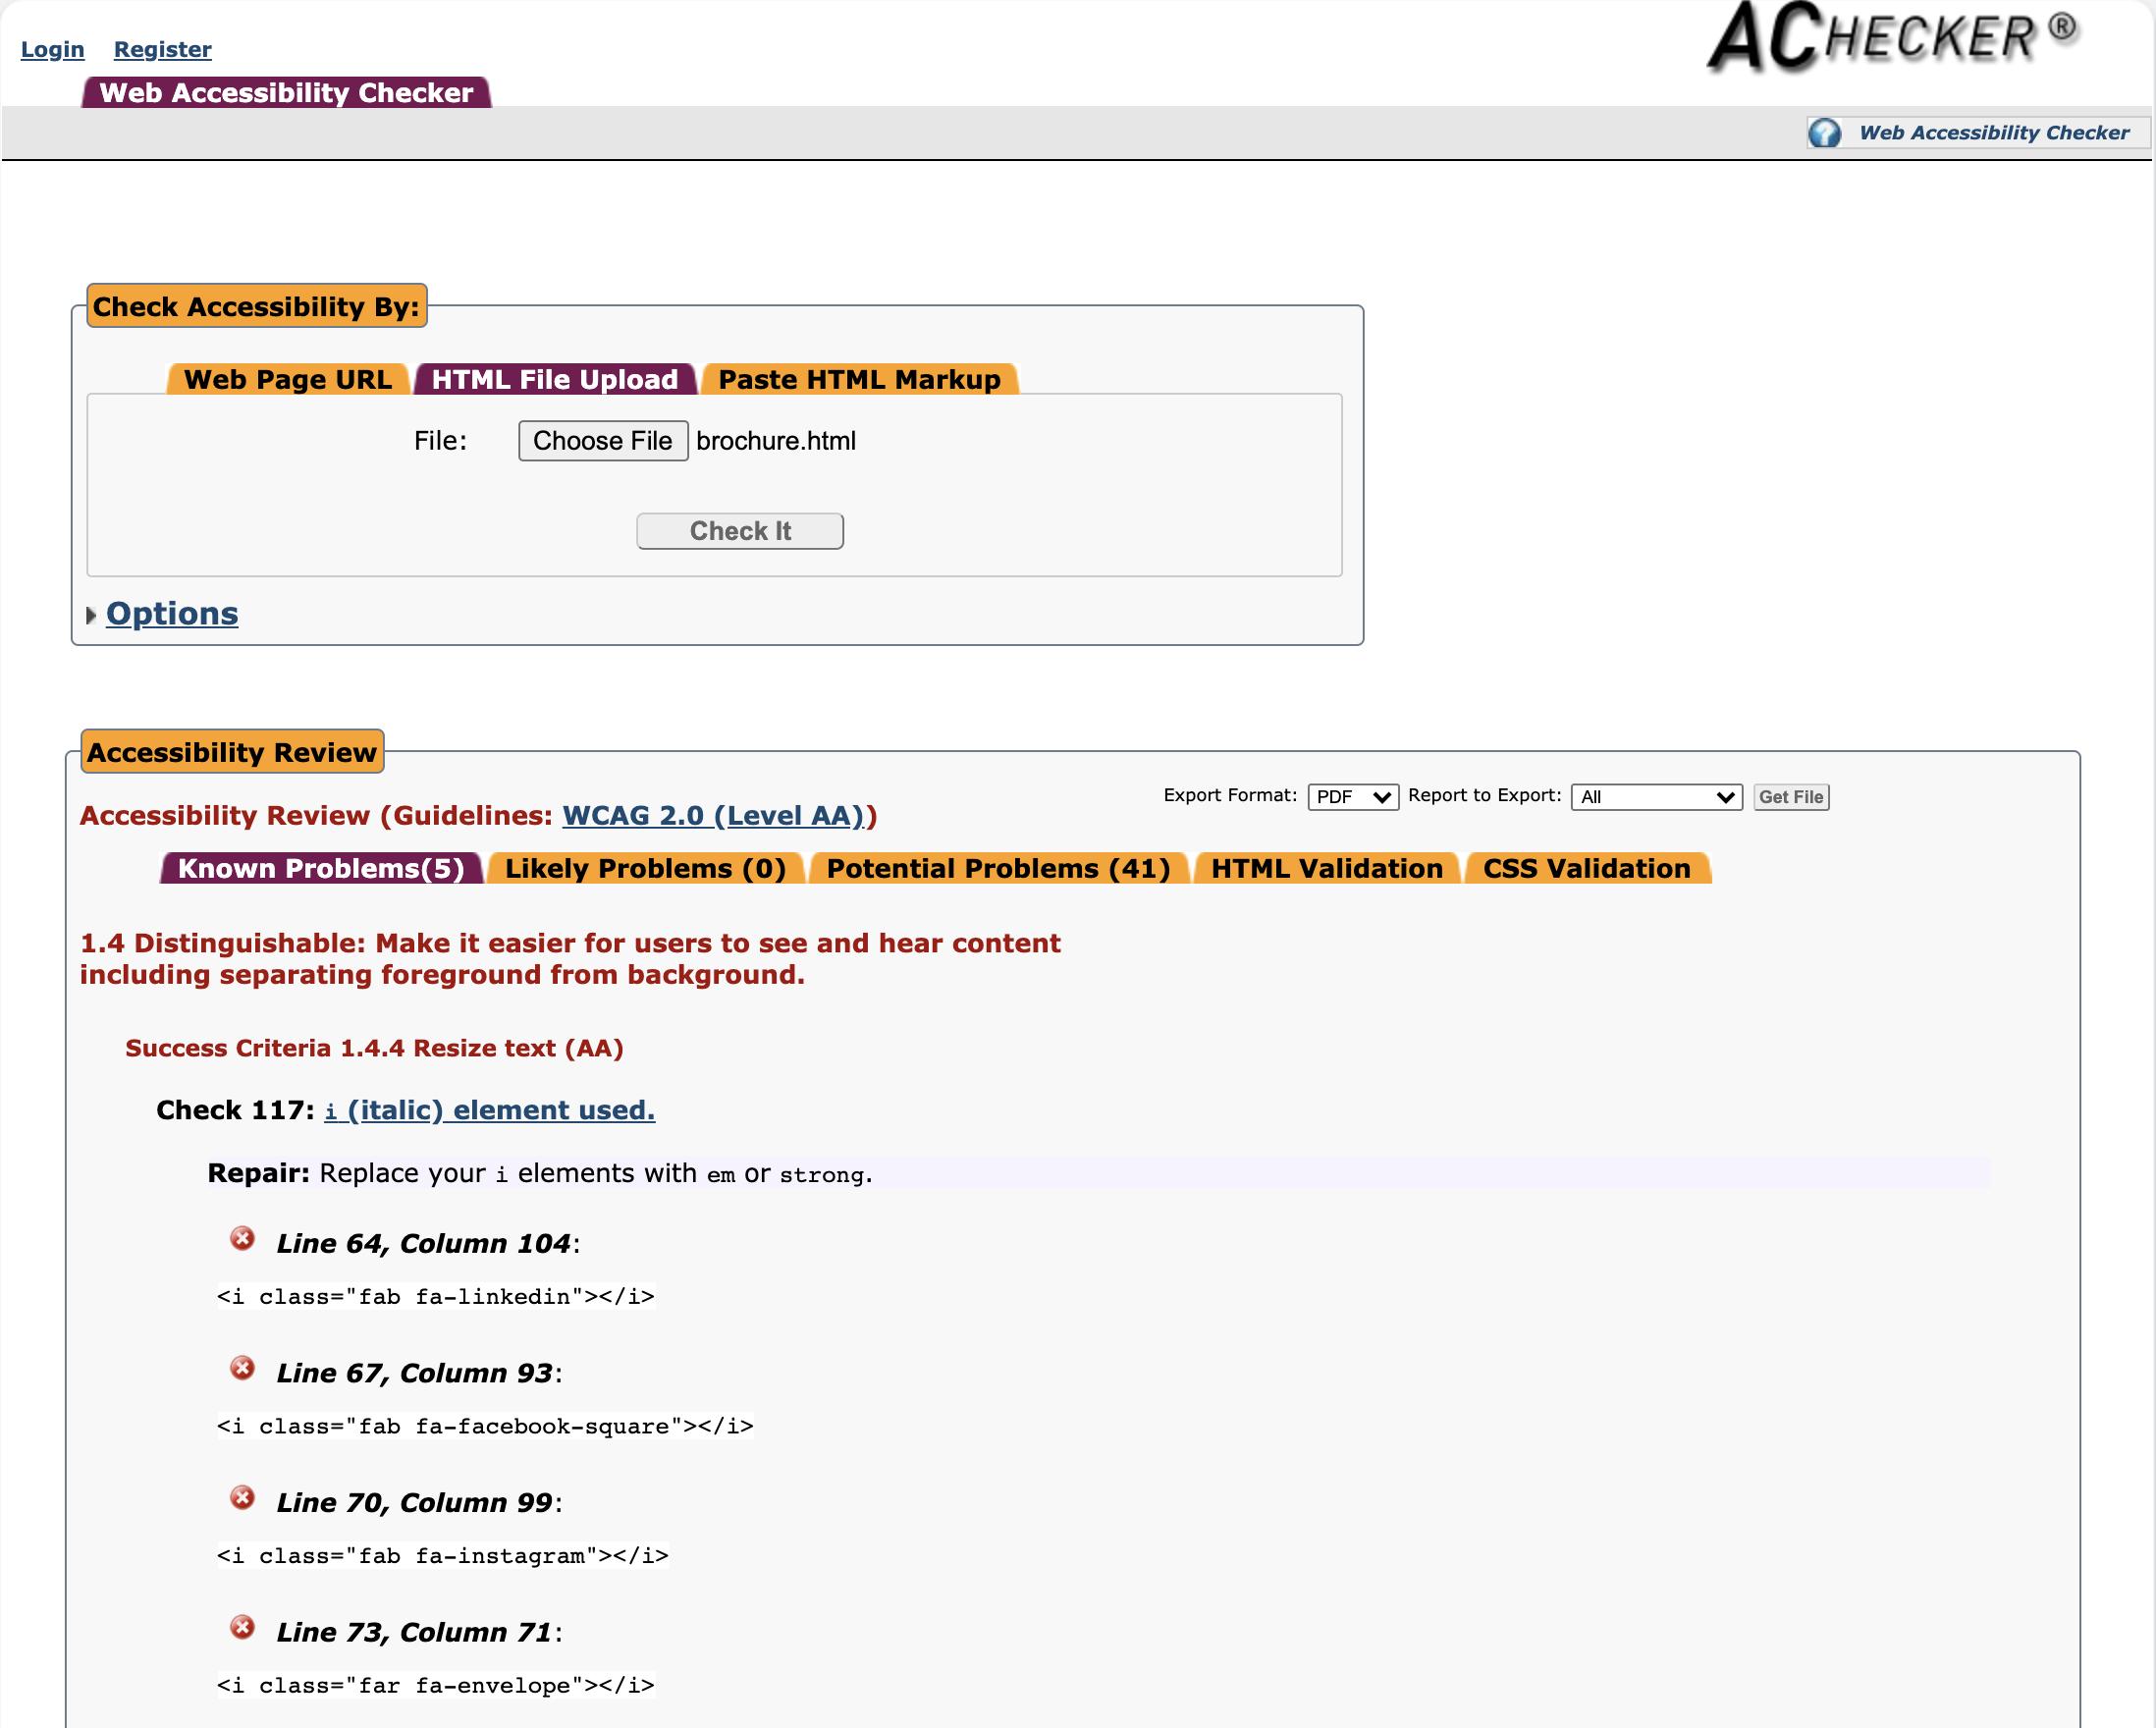 Login Register
ACHECKER ®
Web Accessibility Checker
Web Accessibility Checker
Check Accessibility By:
Web Page URL HTML File Upload Paste HTML Markup
File: Choose File brochure.html
Check It
Options
Accessibility Review
Export Format: PDF Report to Export: All Get File
Accessibility Review (Guidelines: WCAG 2.0 (Level AA))
Known Problems(5) Likely Problems (0) Potential Problems (41) HTML Validation CSS Validation
1.4 Distinguishable: Make it easier for users to see and hear content
including separating foreground from background.
Success Criteria 1.4.4 Resize text (AA)
Check 117: i (italic) element used.
Repair: Replace your i elements with em or strong.
Line 64, Column 104:
<i class="fab fa-linkedin"></i>
Line 67, Column 93:
<i class="fab fa-facebook-square"></i>
Line 70, Column 99:
<i class="fab fa-instagram"></i>
Line 73, Column 71:
<i class="far fa-envelope"></i>